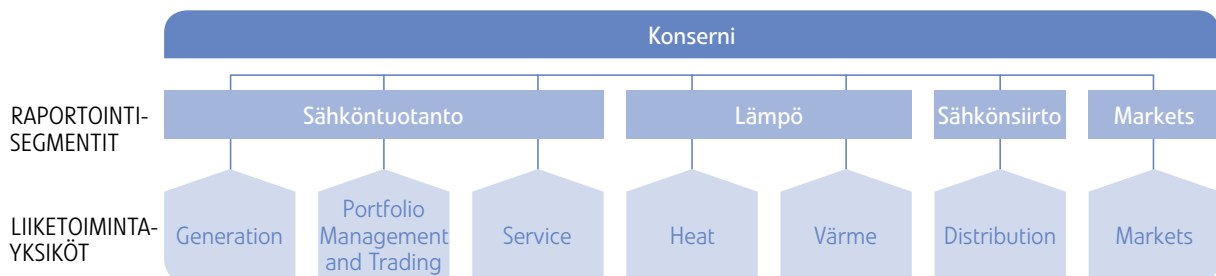 Konserni
RAPORTOINTI-
SEGMENTIT
Sähköntuotanto
Lämpö
Sähkönsiirto
Markets
LIIKETOIMINTA-
YKSIKÖT
Generation
Portfolio
Management
and Trading
Service
Heat
Värme
Distribution
Markets